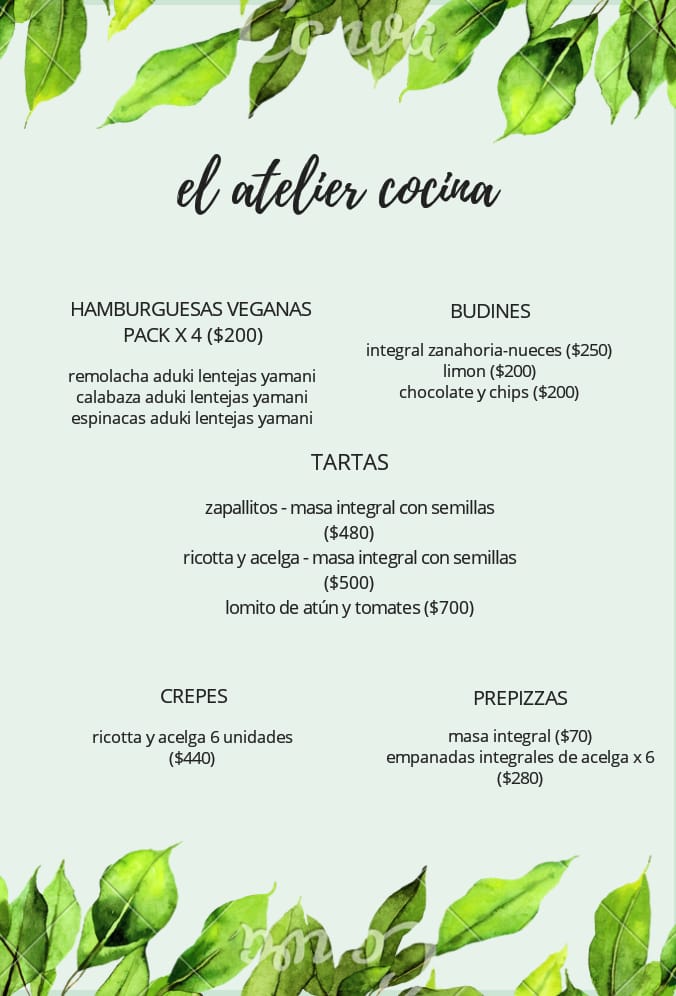 Canva
el atelier cocina
HAMBURGUESAS VEGANAS
PACK X 4 ($200)
remolacha aduki lentejas yamani
calabaza aduki lentejas yamani
espinacas aduki lentejas yamani
BUDINES
integral zanahoria-nueces ($250)
limon ($200)
chocolate y chips ($200)
TARTAS
zapallitos - masa integral con semillas
($480)
ricotta y acelga - masa integral con semillas
($500)
lomito de atún y tomates ($700)
CREPES
ricotta y acelga 6 unidades
($440)
PREPIZZAS
masa integral ($70)
empanadas integrales de acelga x 6
($280)
Canva